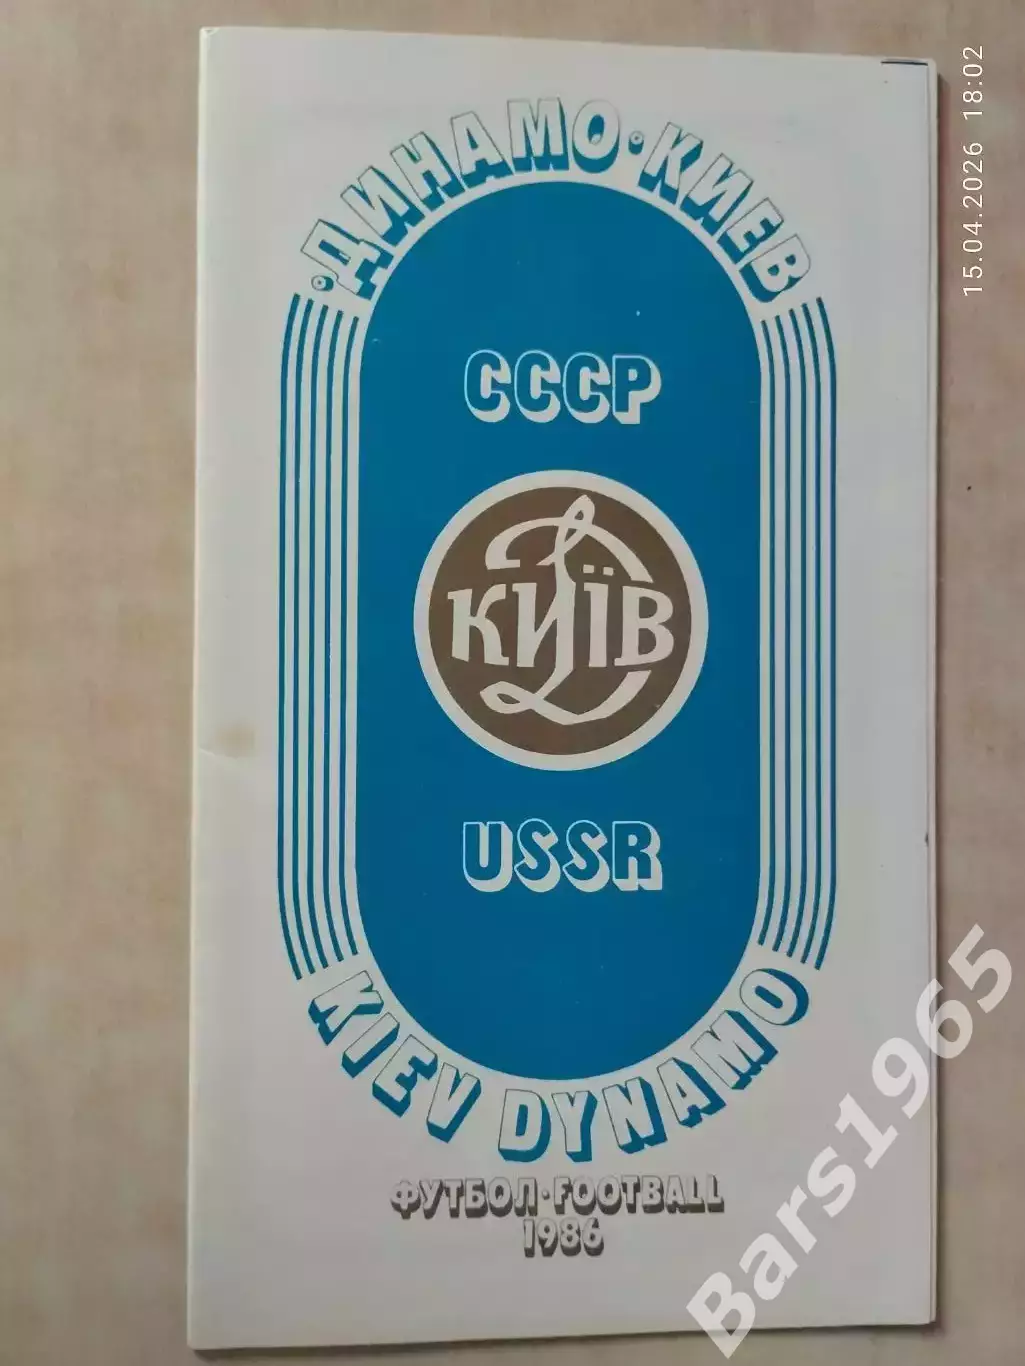 ·ДИНАМО·КИЕВ
СССР
КИЇВ
USSR
KIEV DYNAMO
ФУТБОЛ·FOOTBALL
1986
15.04.2026 18:02
Bars1965